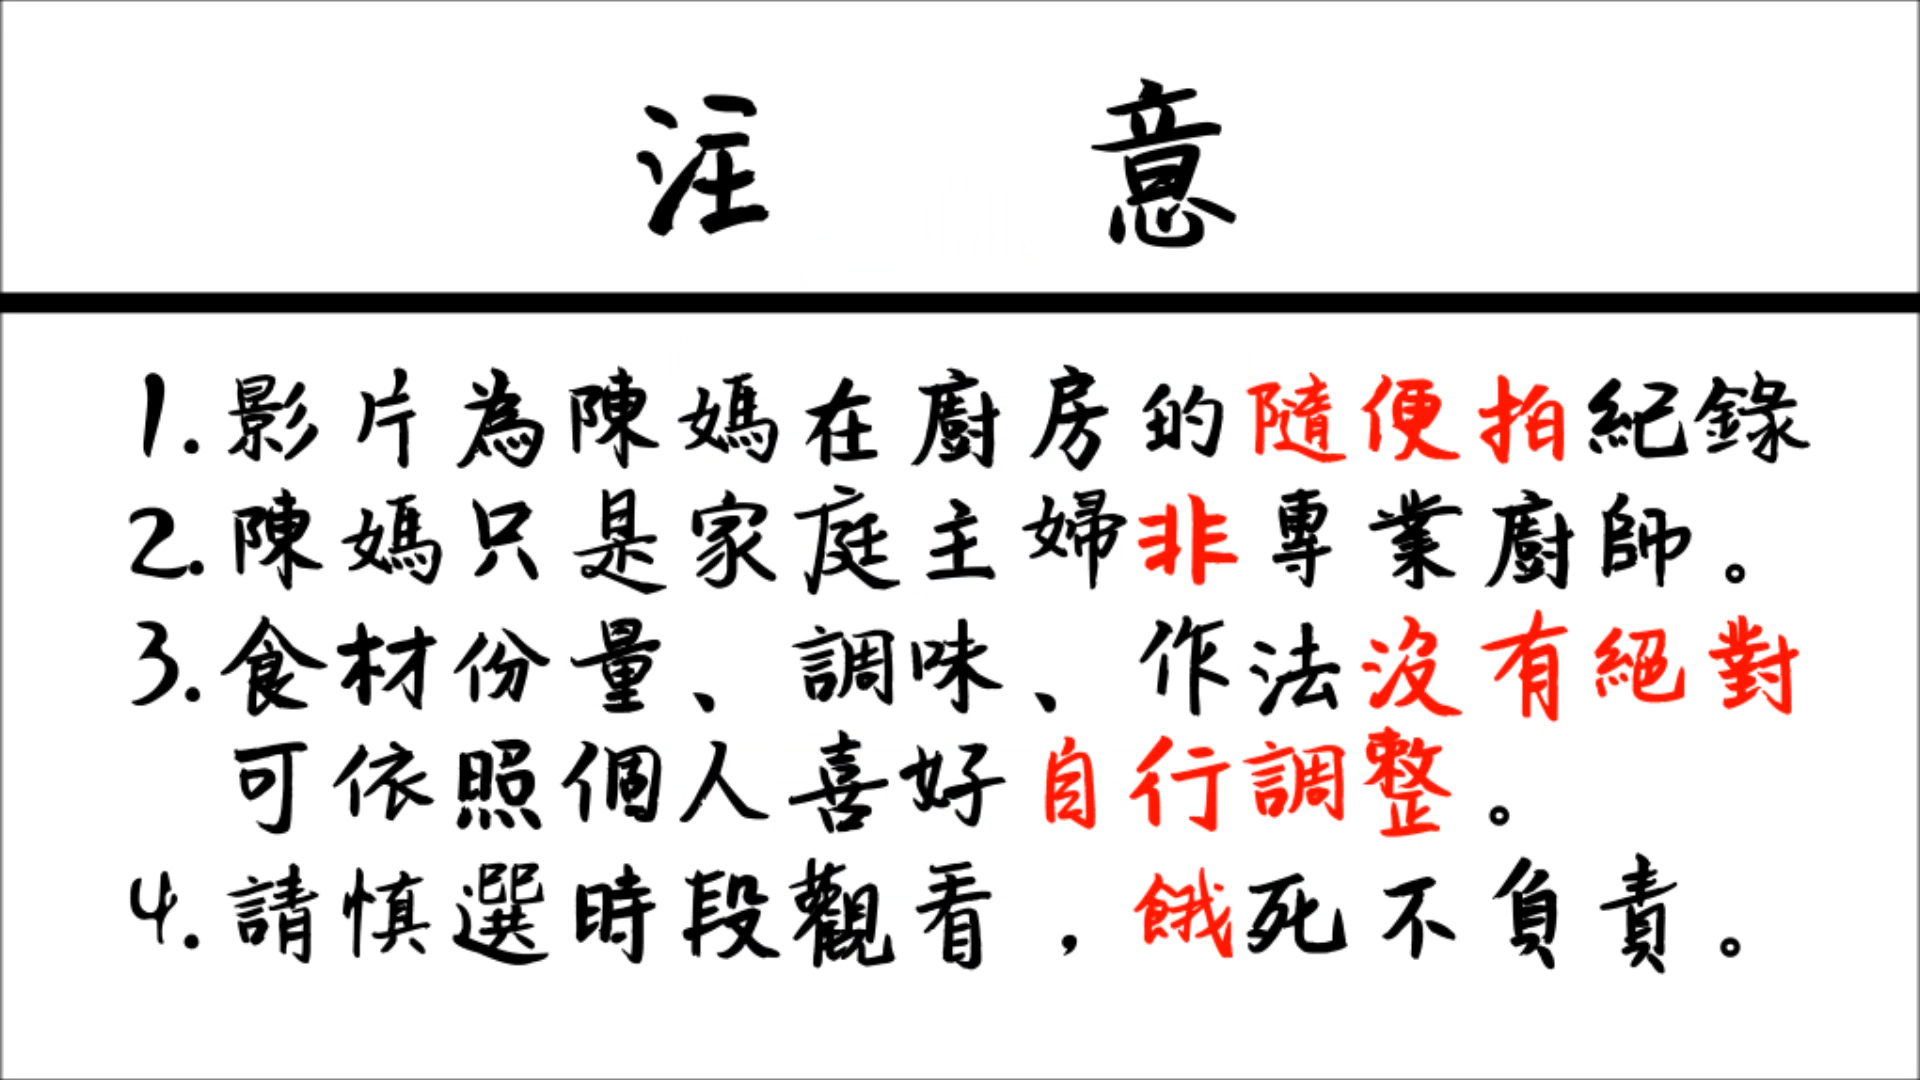 注意
1.影片為陳媽在廚房的隨便拍紀錄
2.陳媽只是家庭主婦非專業廚師。
3.食材份量、調味、作法沒有絕對
可依照個人喜好自行調整。
4.請慎選時段觀看，餓死不負責。